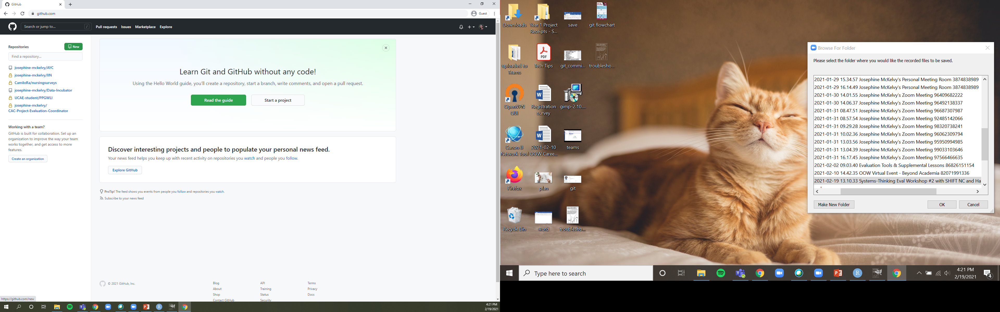 GitHub
github.com
Guest
Search or jump to...
/
Pull requests
Issues
Marketplace
Explore
Repositories
New
Find a repository...
josephine-mckelvy/AYC
josephine-mckelvy/IIN
CamiloRa/nursingsurveys
josephine-mckelvy/Data-Incubator
UCAE-student/PPGWLI
josephine-mckelvy/
CAC-Project-Evaluation-Coordinator
Working with a team?
GitHub is built for collaboration. Set up an
organization to improve the way your team
works together, and get access to more
features.
Create an organization
Learn Git and GitHub without any code!
Using the Hello World guide, you'll create a repository, start a branch, write comments, and open a pull request.
Read the guide
Start a project
Discover interesting projects and people to populate your personal news feed.
Your news feed helps you keep up with recent activity on repositories you watch and people you follow.
Explore GitHub
ProTip! The feed shows you events from people you follow and repositories you watch.
Subscribe to your news feed
© 2021 GitHub, Inc.
Blog
About
Shop
Contact GitHub
API
Training
Status
Security
Terms
Privacy
Docs
https://github.com/new
4:21 PM
2/19/2021
Downloads
Year 1 Project
Receipts - S...
save
git flowchart
uploaded to
Teams
PDF
Tech Tips
git_commi...
troublesho...
OpenVPN
GUI
Registration
survey
gimp-2.10....
Canon IJ
Network Tool
2021-02-10
OOW Caree...
teams
Firefox
plan
git
Recycle Bin
word
troublesho...
Browse For Folder
Please select the folder where you would like the recorded files to be saved.
2021-01-29 15.34.57 Josephine McKelvy's Personal Meeting Room 3874838989
2021-01-29 16.14.49 Josephine McKelvy's Personal Meeting Room 3874838989
2021-01-30 14.01.55 Josephine McKelvy's Zoom Meeting 96409682222
2021-01-30 14.06.37 Josephine McKelvy's Zoom Meeting 96492138337
2021-01-31 08.47.51 Josephine McKelvy's Zoom Meeting 96687307987
2021-01-31 08.57.54 Josephine McKelvy's Zoom Meeting 92485142066
2021-01-31 09.29.28 Josephine McKelvy's Zoom Meeting 98320738241
2021-01-31 10.02.36 Josephine McKelvy's Zoom Meeting 96062309794
2021-01-31 13.03.56 Josephine McKelvy's Zoom Meeting 95950994985
2021-01-31 13.04.39 Josephine McKelvy's Zoom Meeting 99033103646
2021-01-31 16.17.45 Josephine McKelvy's Zoom Meeting 97566466635
2021-02-02 09.03.40 Evaluation Tools & Supplemental Lessons 86826151154
2021-02-10 14.42.35 OOW Virtual Event - Beyond Academia 82071991336
2021-02-19 13.10.33 Systems-Thinking Eval Workshop #2 with SHIFT NC and Ha
Make New Folder
OK
Cancel
Type here to search
4:21 PM
2/19/2021
4